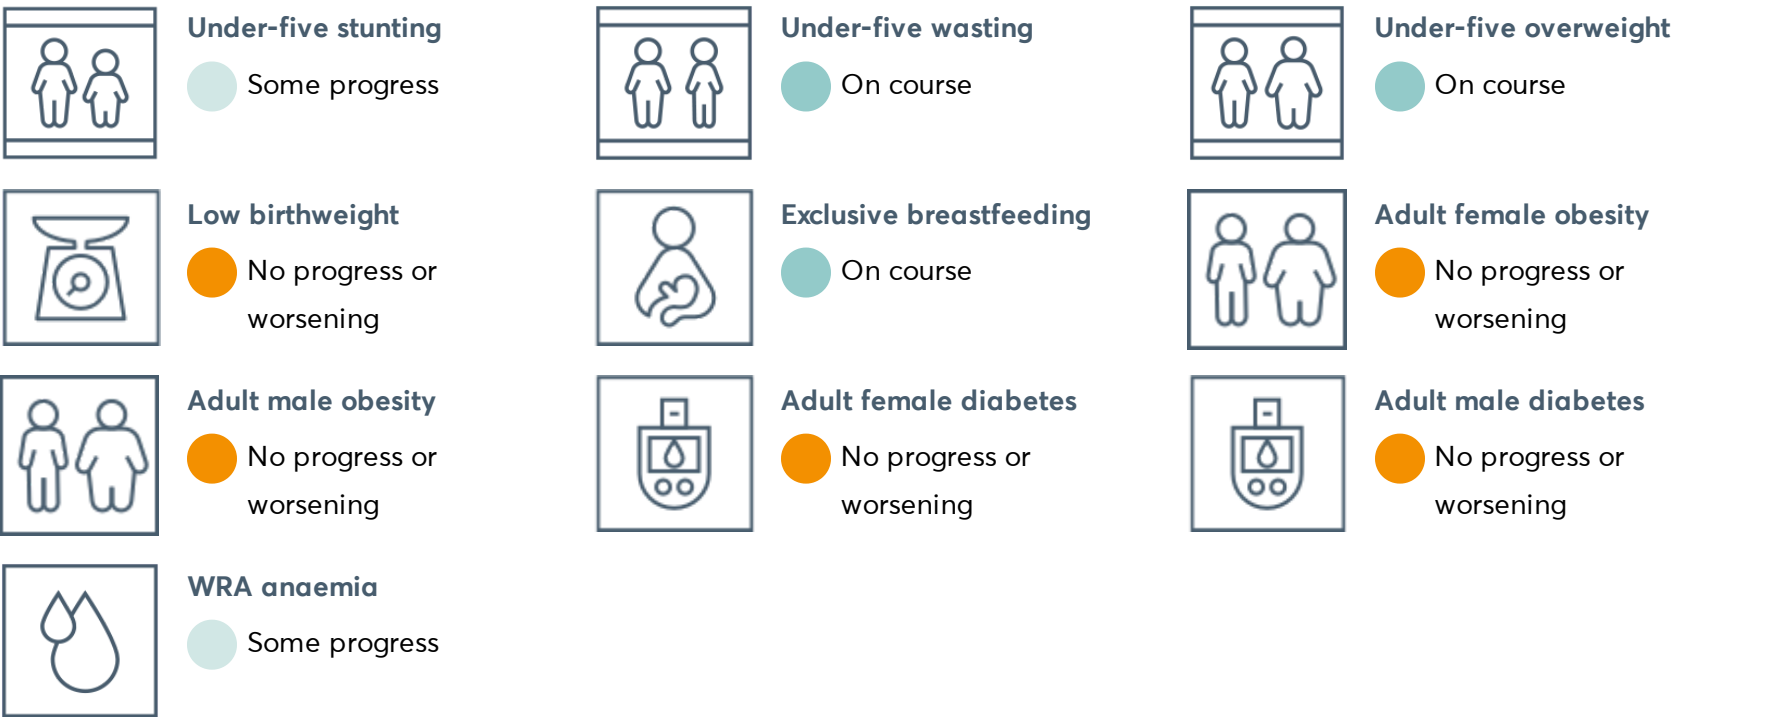 Under-five stunting
Some progress
Under-five wasting
On course
Under-five overweight
On course
Low birthweight
No progress or
worsening
Exclusive breastfeeding
On course
Adult female obesity
No progress or
worsening
Adult male obesity
No progress or
worsening
Adult female diabetes
No progress or
worsening
Adult male diabetes
No progress or
worsening
WRA anaemia
Some progress